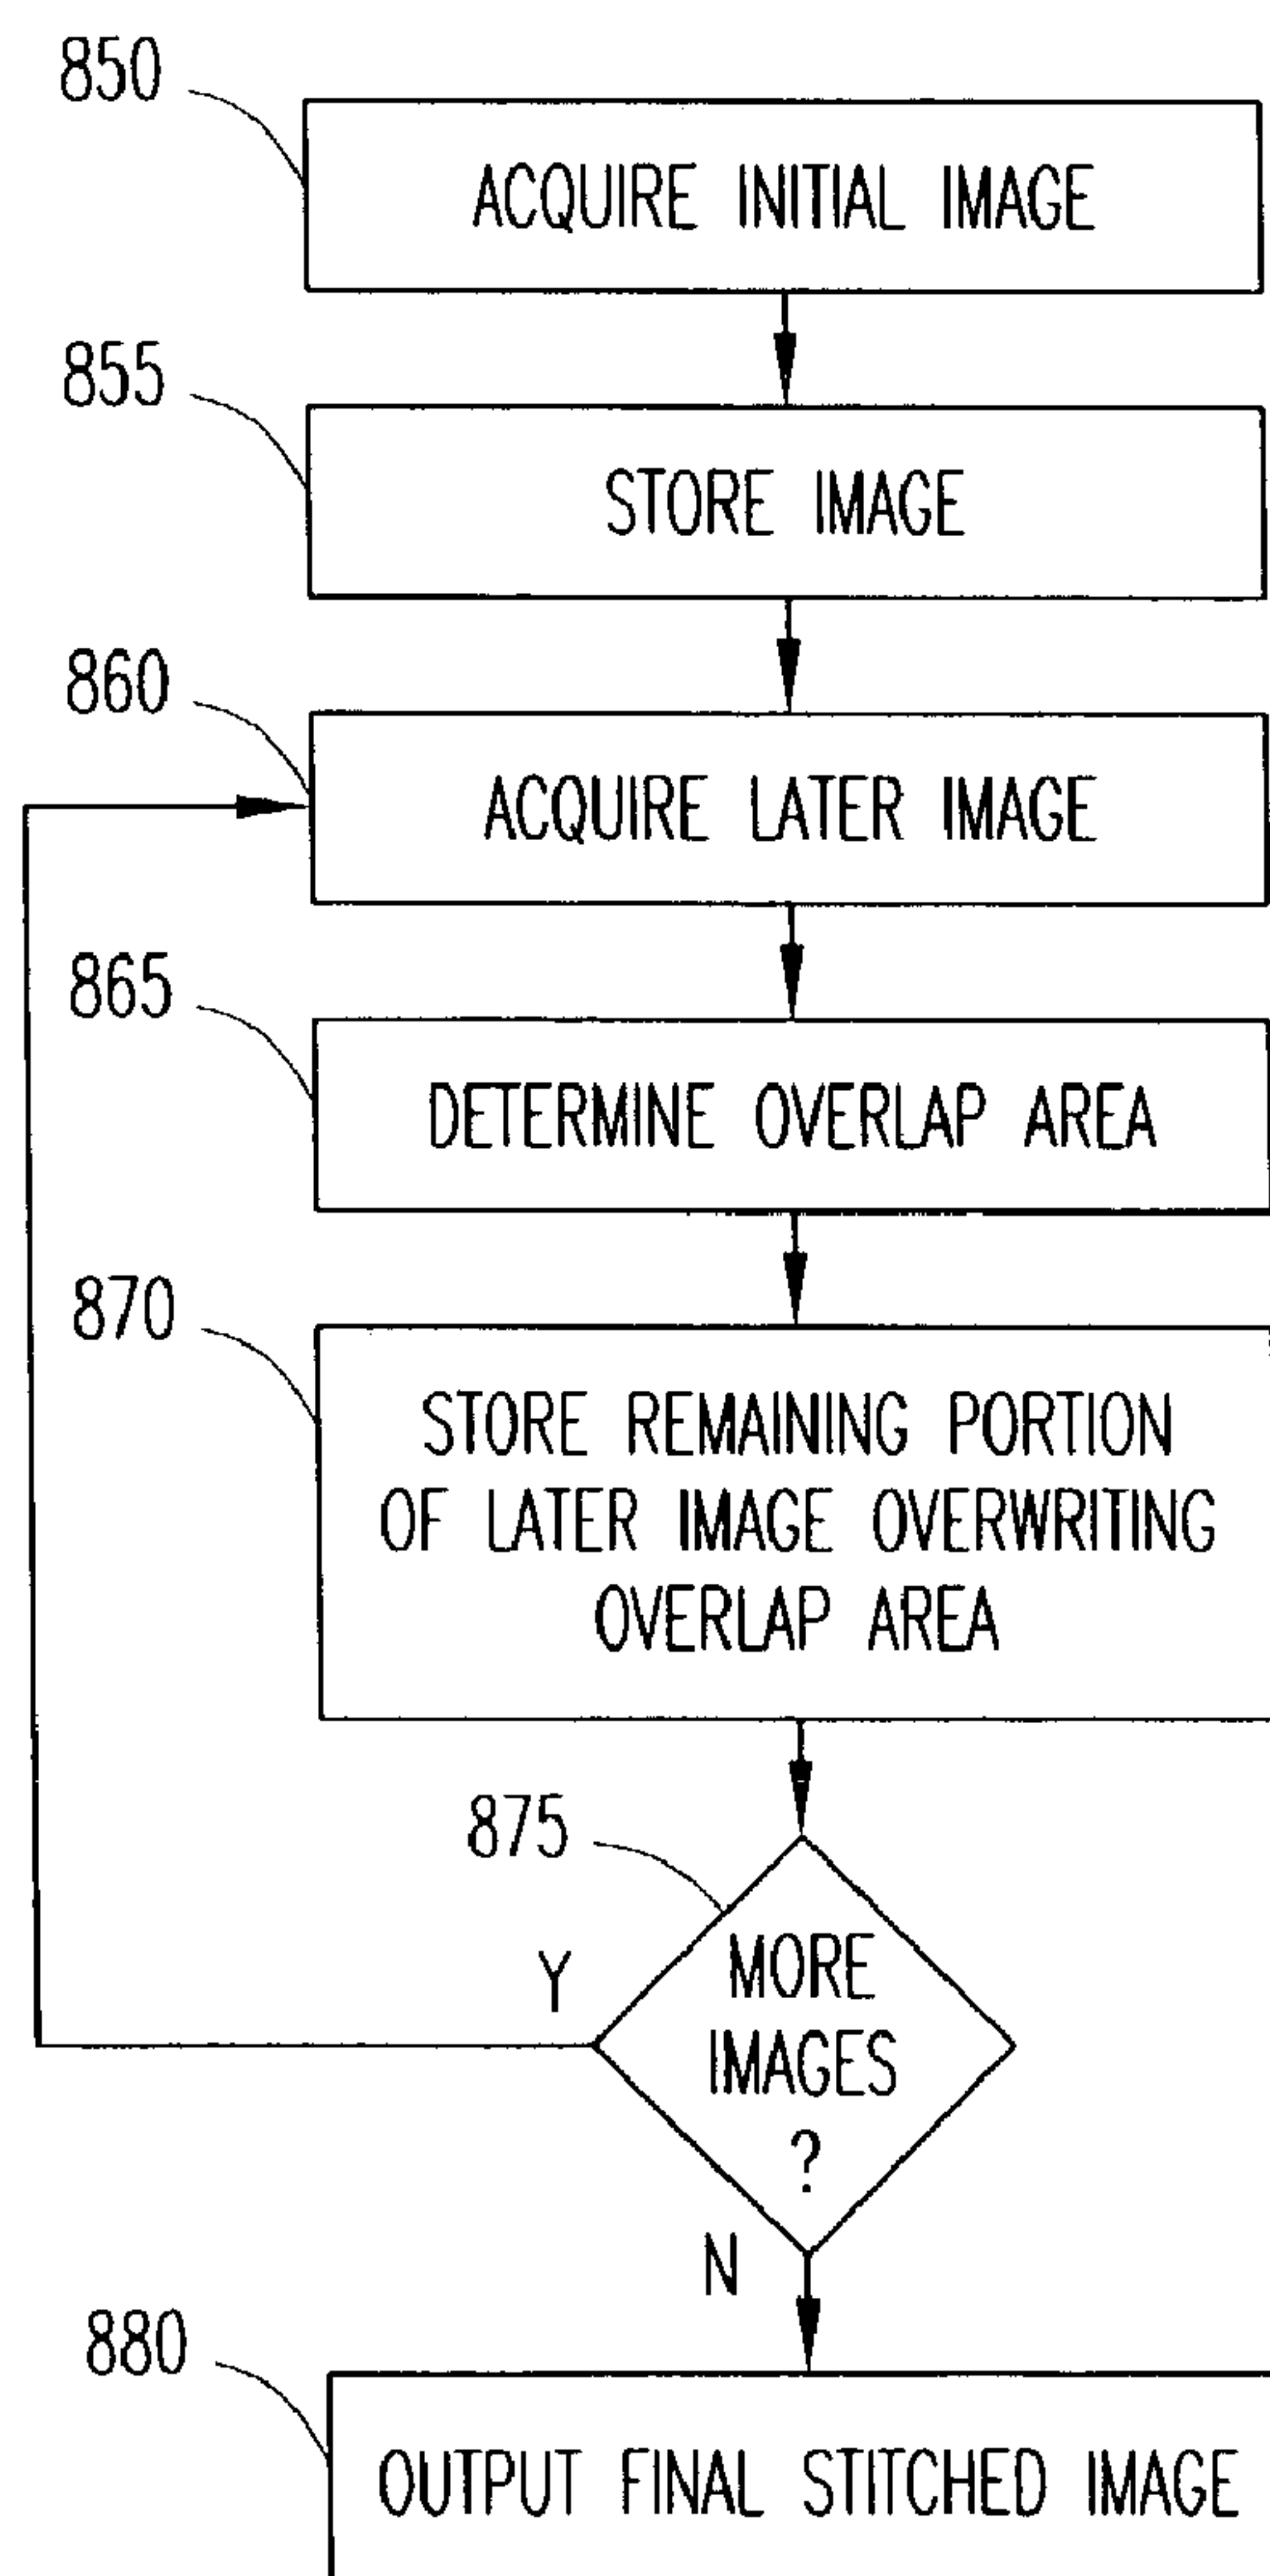 850
ACQUIRE INITIAL IMAGE
855
STORE IMAGE
860
ACQUIRE LATER IMAGE
865
DETERMINE OVERLAP AREA
870
STORE REMAINING PORTION
OF LATER IMAGE OVERWRITING
OVERLAP AREA
875
MORE
IMAGES
?
Y
N
880
OUTPUT FINAL STITCHED IMAGE